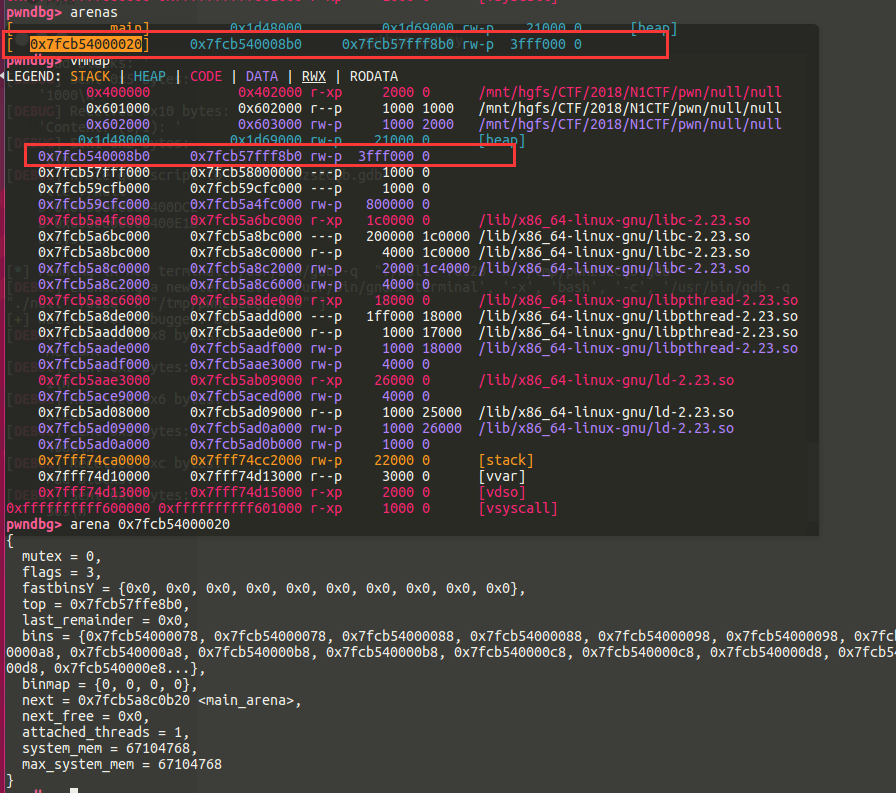 pwndbg> arenas
[ main] 0x1d48000 0x1d69000 rw-p 21000 0 [heap]
[ 0x7fcb54000020] 0x7fcb540008b0 0x7fcb57fff8b0 rw-p 3fff000 0
pwndbg> vmmap
LEGEND: STACK | HEAP | CODE | DATA | RWX | RODATA
0x400000 0x402000 r-xp 2000 0 /mnt/hgfs/CTF/2018/N1CTF/pwn/null/null
0x601000 0x602000 r--p 1000 1000 /mnt/hgfs/CTF/2018/N1CTF/pwn/null/null
0x602000 0x603000 rw-p 1000 2000 /mnt/hgfs/CTF/2018/N1CTF/pwn/null/null
0x1d48000 0x1d69000 rw-p 21000 0 [heap]
0x7fcb540008b0 0x7fcb57fff8b0 rw-p 3fff000 0
0x7fcb57fff000 0x7fcb58000000 ---p 1000 0
0x7fcb59cfb000 0x7fcb59cfc000 ---p 1000 0
0x7fcb59cfc000 0x7fcb5a4fc000 rw-p 800000 0
0x7fcb5a4fc000 0x7fcb5a6bc000 r-xp 1c0000 0 /lib/x86_64-linux-gnu/libc-2.23.so
0x7fcb5a6bc000 0x7fcb5a8bc000 ---p 200000 1c0000 /lib/x86_64-linux-gnu/libc-2.23.so
0x7fcb5a8bc000 0x7fcb5a8c0000 r--p 4000 1c0000 /lib/x86_64-linux-gnu/libc-2.23.so
0x7fcb5a8c0000 0x7fcb5a8c2000 rw-p 2000 1c4000 /lib/x86_64-linux-gnu/libc-2.23.so
0x7fcb5a8c2000 0x7fcb5a8c6000 rw-p 4000 0
0x7fcb5a8c6000 0x7fcb5a8de000 r-xp 18000 0 /lib/x86_64-linux-gnu/libpthread-2.23.so
0x7fcb5a8de000 0x7fcb5aadd000 ---p 1ff000 18000 /lib/x86_64-linux-gnu/libpthread-2.23.so
0x7fcb5aadd000 0x7fcb5aade000 r--p 1000 17000 /lib/x86_64-linux-gnu/libpthread-2.23.so
0x7fcb5aade000 0x7fcb5aadf000 rw-p 1000 18000 /lib/x86_64-linux-gnu/libpthread-2.23.so
0x7fcb5aadf000 0x7fcb5aae3000 rw-p 4000 0
0x7fcb5aae3000 0x7fcb5ab09000 r-xp 26000 0 /lib/x86_64-linux-gnu/ld-2.23.so
0x7fcb5ace9000 0x7fcb5aced000 rw-p 4000 0
0x7fcb5ad08000 0x7fcb5ad09000 r--p 1000 25000 /lib/x86_64-linux-gnu/ld-2.23.so
0x7fcb5ad09000 0x7fcb5ad0a000 rw-p 1000 26000 /lib/x86_64-linux-gnu/ld-2.23.so
0x7fcb5ad0a000 0x7fcb5ad0b000 rw-p 1000 0
0x7fff74ca0000 0x7fff74cc2000 rw-p 22000 0 [stack]
0x7fff74d10000 0x7fff74d13000 r--p 3000 0 [vvar]
0x7fff74d13000 0x7fff74d15000 r-xp 2000 0 [vdso]
0xffffffffff600000 0xffffffffff601000 r-xp 1000 0 [vsyscall]
pwndbg> arena 0x7fcb54000020
{
mutex = 0,
flags = 3,
fastbinsY = {0x0, 0x0, 0x0, 0x0, 0x0, 0x0, 0x0, 0x0, 0x0, 0x0},
top = 0x7fcb57ffe8b0,
last_remainder = 0x0,
bins = {0x7fcb54000078, 0x7fcb54000078, 0x7fcb54000088, 0x7fcb54000088, 0x7fcb54000098, 0x7fcb54000098, 0x7fcb
0000a8, 0x7fcb540000a8, 0x7fcb540000b8, 0x7fcb540000b8, 0x7fcb540000c8, 0x7fcb540000c8, 0x7fcb540000d8, 0x7fcb54
00d8, 0x7fcb540000e8...},
binmap = {0, 0, 0, 0},
next = 0x7fcb5a8c0b20 <main_arena>,
next_free = 0x0,
attached_threads = 1,
system_mem = 67104768,
max_system_mem = 67104768
}